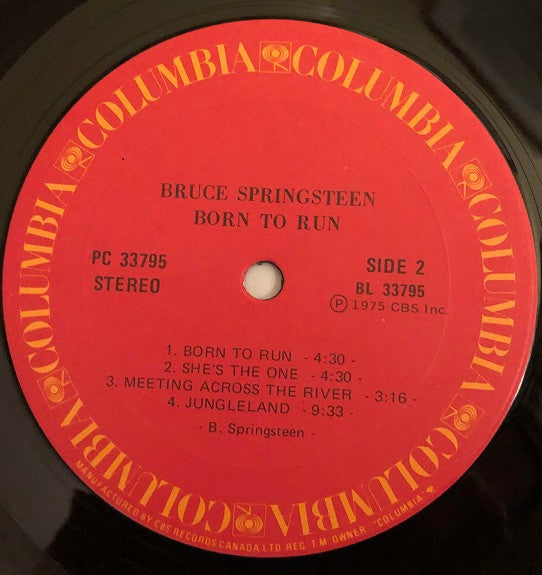 COLUMBIA COLUMBIA COLUMBIA COLUMBIA COLUMBIA COLUMBIA
BRUCE SPRINGSTEEN
BORN TO RUN
PC 33795
STEREO
SIDE 2
BL 33795
Ⓟ 1975 CBS Inc.
1. BORN TO RUN - 4:30 -
2. SHE'S THE ONE - 4:30 -
3. MEETING ACROSS THE RIVER - 3:16 -
4. JUNGLELAND - 9:33 -
- B. Springsteen -
MANUFACTURED BY CBS RECORDS CANADA LTD. REG. T.M OWNER "COLUMBIA"